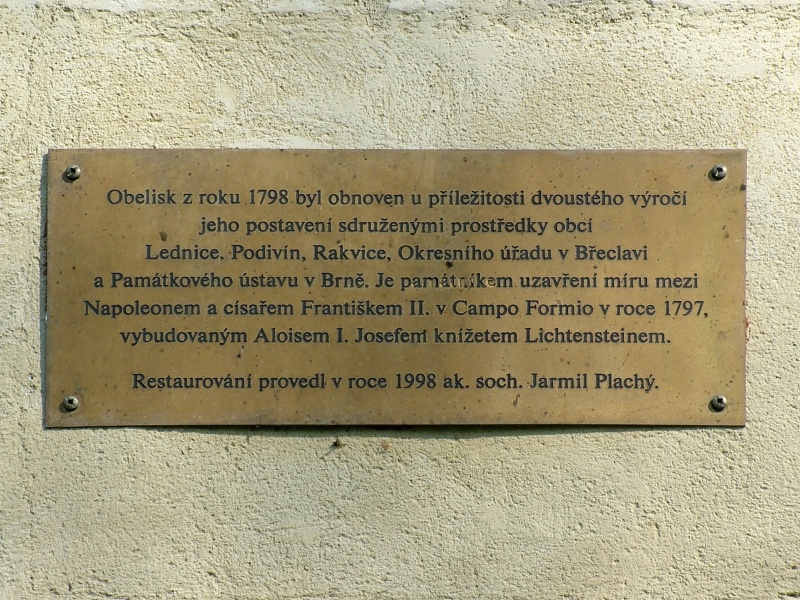 Obelisk z roku 1798 byl obnoven u příležitosti dvoustého výročí
jeho postavení sdruženými prostředky obcí
Lednice, Podivín, Rakvice, Okresního úřadu v Břeclavi
a Památkového ústavu v Brně. Je památníkem uzavření míru mezi
Napoleonem a císařem Františkem II. v Campo Formio v roce 1797,
vybudovaným Aloisem I. Josefem knížetem Lichtensteinem.
Restaurování provedl v roce 1998 ak. soch. Jarmil Plachý.